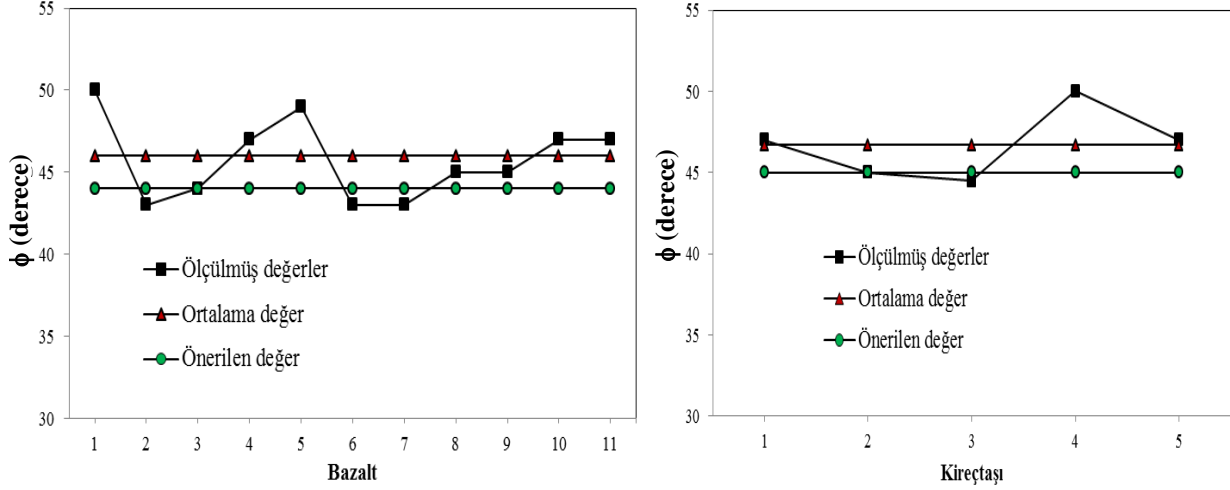 55
50
45
40
35
30
ϕ (derece)
Ölçülmüş değerler
Ortalama değer
Önerilen değer
1 2 3 4 5 6 7 8 9 10 11
Bazalt
55
50
45
40
35
30
ϕ (derece)
Ölçülmüş değerler
Ortalama değer
Önerilen değer
1 2 3 4 5
Kireçtaşı